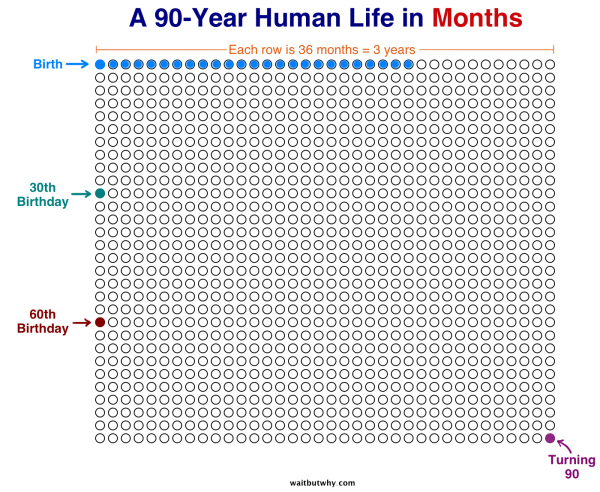 A 90-Year Human Life in Months
Each row is 36 months = 3 years
Birth
30th
Birthday
60th
Birthday
Turning
90
waitbutwhy.com